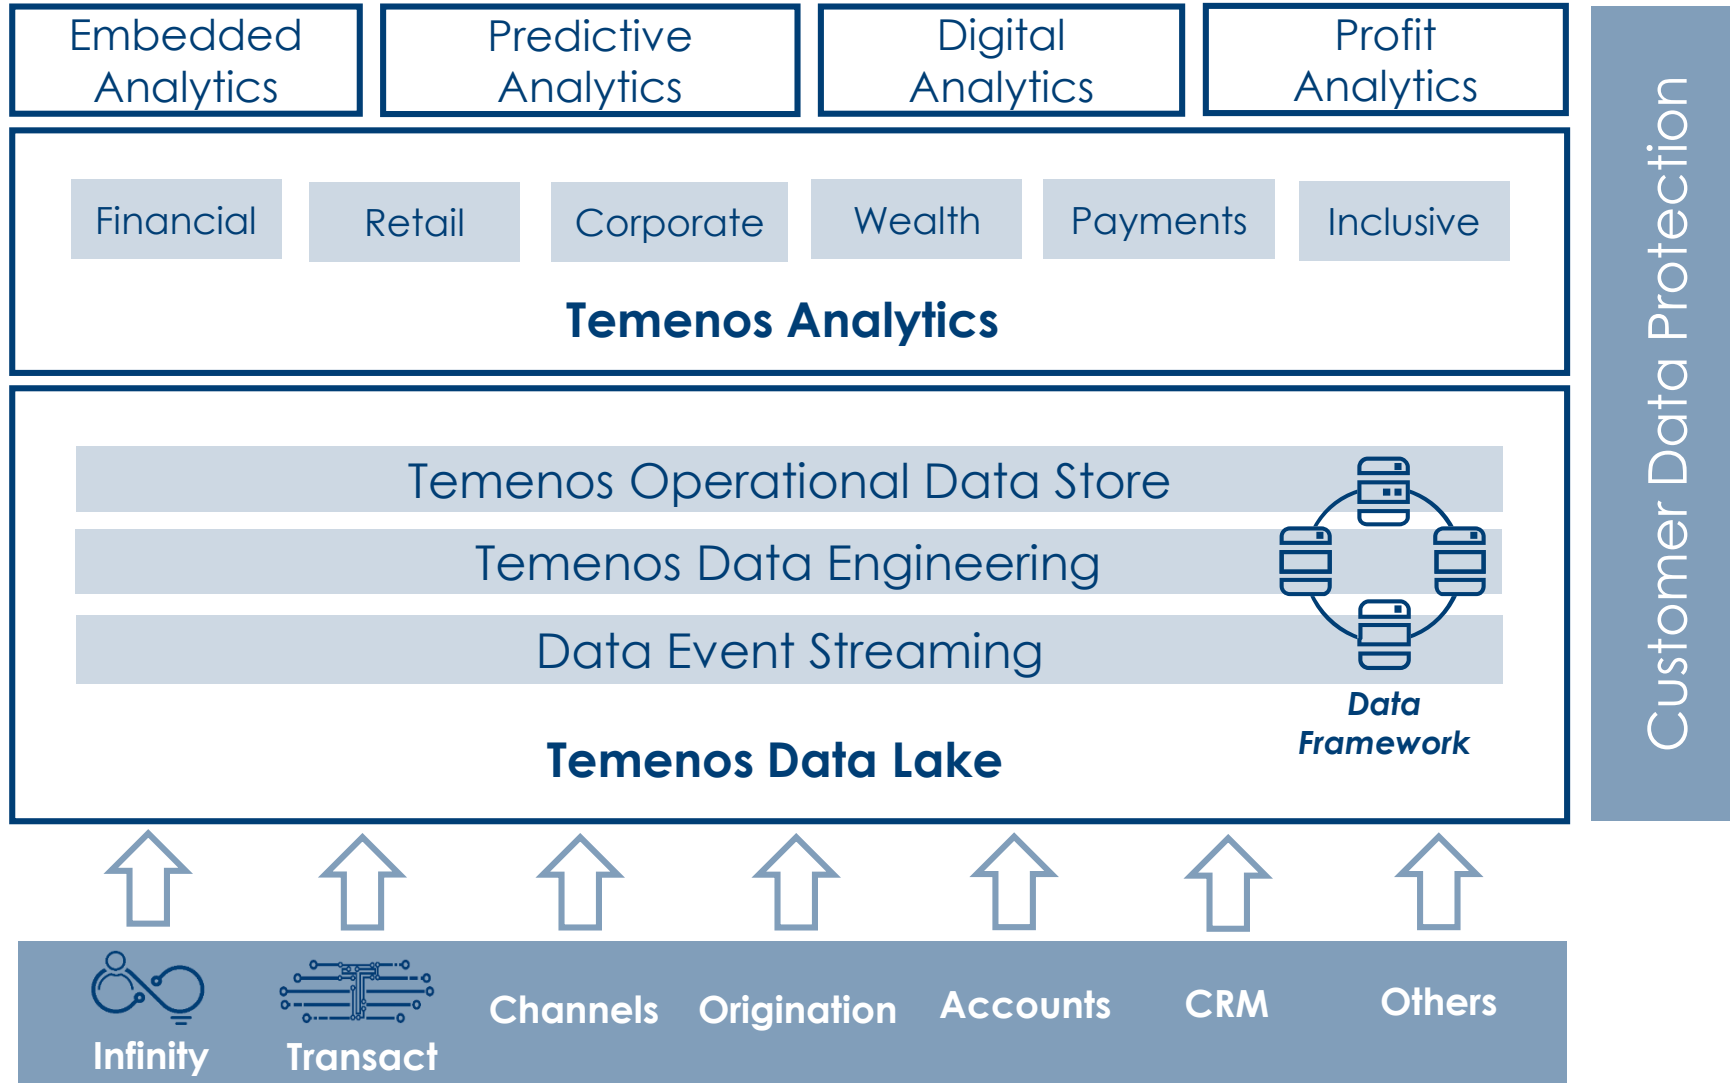 Embedded
Analytics
Predictive
Analytics
Digital
Analytics
Profit
Analytics
Financial
Retail
Corporate
Wealth
Payments
Inclusive
Temenos Analytics
Temenos Operational Data Store
Temenos Data Engineering
Data Event Streaming
Data
Framework
Temenos Data Lake
Infinity
Transact
Channels
Origination
Accounts
CRM
Others
Customer Data Protection